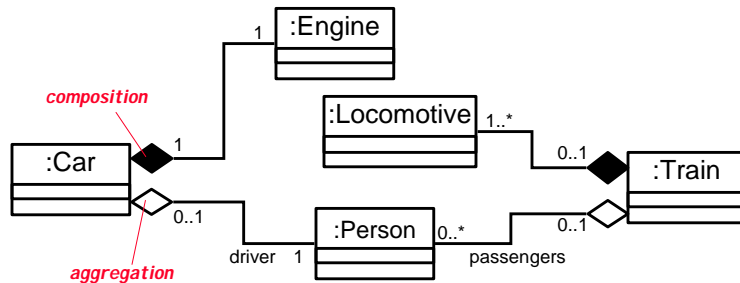 :Engine
1
composition
:Locomotive
1..*
1
:Car
0..1
:Train
0..1
:Person
0..*
0..1
driver
1
passengers
aggregation